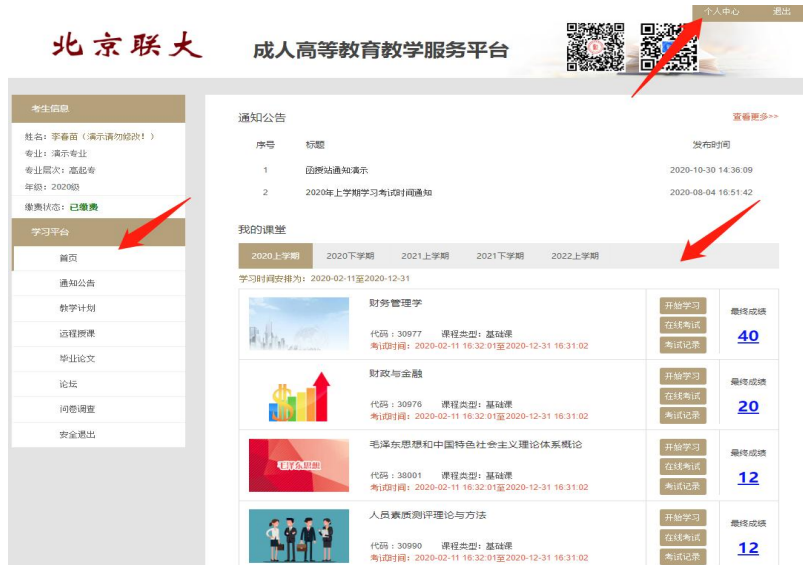 个人中心 退出
北京联大 成人高等教育教学服务平台
考生信息
姓名：李春苗（演示请勿修改！）
专业：演示专业
专业层次：高起专
年级：2020级
缴费状态：已缴费
学习平台
首页
通知公告
教学计划
远程授课
毕业论文
论坛
问卷调查
安全退出
通知公告 查看更多>>
序号 标题 发布时间
1 函授站通知演示 2020-10-30 14:36:09
2 2020年上学期学习考试时间通知 2020-08-04 16:51:42
我的课堂
2020上学期 2020下学期 2021上学期 2021下学期 2022上学期
学习时间安排为：2020-02-11至2020-12-31
财务管理学
代码：30977 课程类型：基础课
考试时间：2020-02-11 16:32:01至2020-12-31 16:31:02
开始学习
在线考试
考试记录
最终成绩
40
财政与金融
代码：30976 课程类型：基础课
考试时间：2020-02-11 16:32:01至2020-12-31 16:31:02
开始学习
在线考试
考试记录
最终成绩
20
毛泽东思想
毛泽东思想和中国特色社会主义理论体系概论
代码：38001 课程类型：基础课
考试时间：2020-02-11 16:32:01至2020-12-31 16:31:02
开始学习
在线考试
考试记录
最终成绩
12
人员素质测评理论与方法
代码：30990 课程类型：基础课
考试时间：2020-02-11 16:32:01至2020-12-31 16:31:02
开始学习
在线考试
考试记录
最终成绩
12